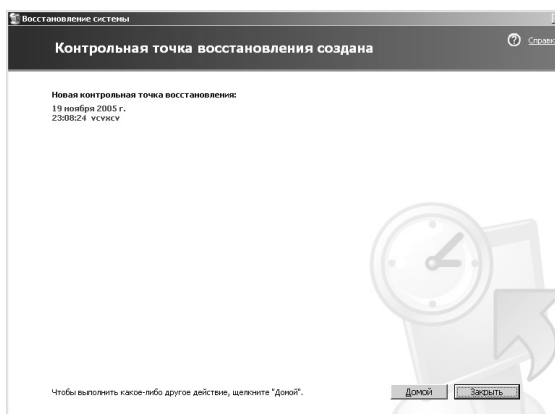 Восстановление системы
Контрольная точка восстановления создана
Новая контрольная точка восстановления:
19 ноября 2005 г.
23:08:24 vcvxcv
Чтобы выполнить какое-либо другое действие, щелкните "Домой".
Домой
Закрыть